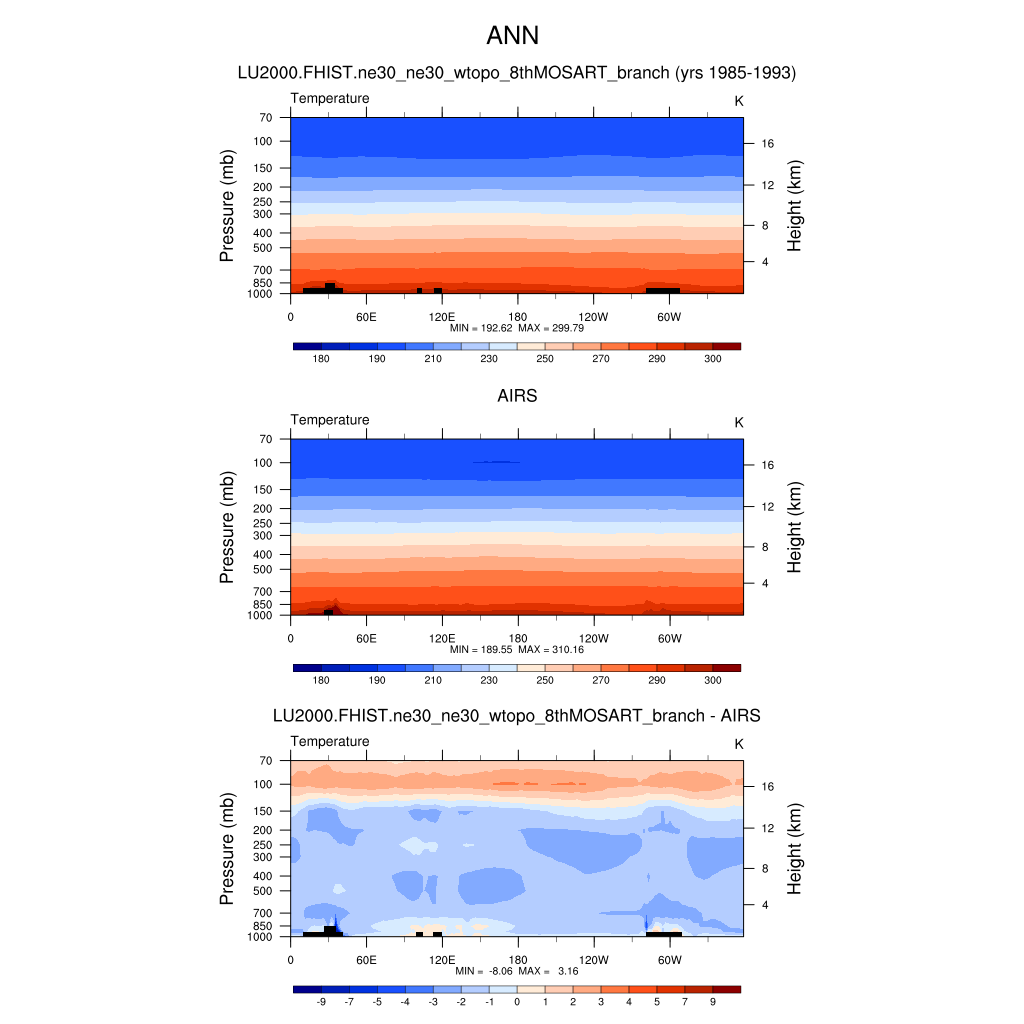 ANN
LU2000.FHIST.ne30_ne30_wtopo_8thMOSART_branch (yrs 1985-1993)
Temperature K
Pressure (mb)
70
100
150
200
250
300
400
500
700
850
1000
16
12
8
4
Height (km)
0 60E 120E 180 120W 60W
MIN = 192.62 MAX = 299.79
180 190 210 230 250 270 290 300
AIRS
Temperature K
Pressure (mb)
70
100
150
200
250
300
400
500
700
850
1000
16
12
8
4
Height (km)
0 60E 120E 180 120W 60W
MIN = 189.55 MAX = 310.16
180 190 210 230 250 270 290 300
LU2000.FHIST.ne30_ne30_wtopo_8thMOSART_branch - AIRS
Temperature K
Pressure (mb)
70
100
150
200
250
300
400
500
700
850
1000
16
12
8
4
Height (km)
0 60E 120E 180 120W 60W
MIN = -8.06 MAX = 3.16
-9 -7 -5 -4 -3 -2 -1 0 1 2 3 4 5 7 9